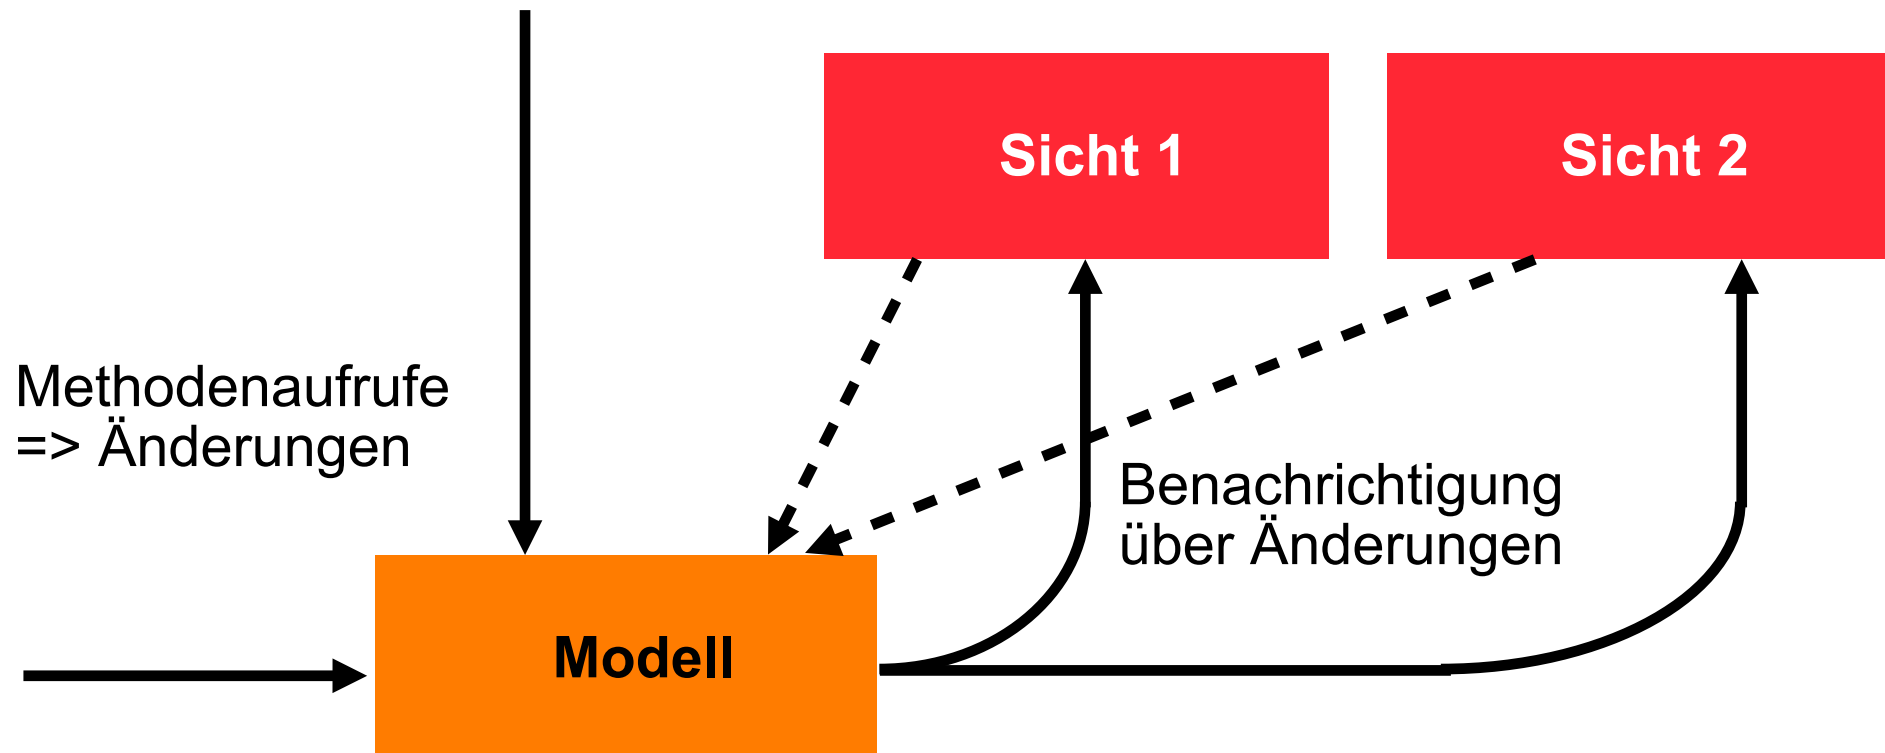 Sicht 1
Sicht 2
Methodenaufrufe
=> Änderungen
Benachrichtigung
über Änderungen
Modell